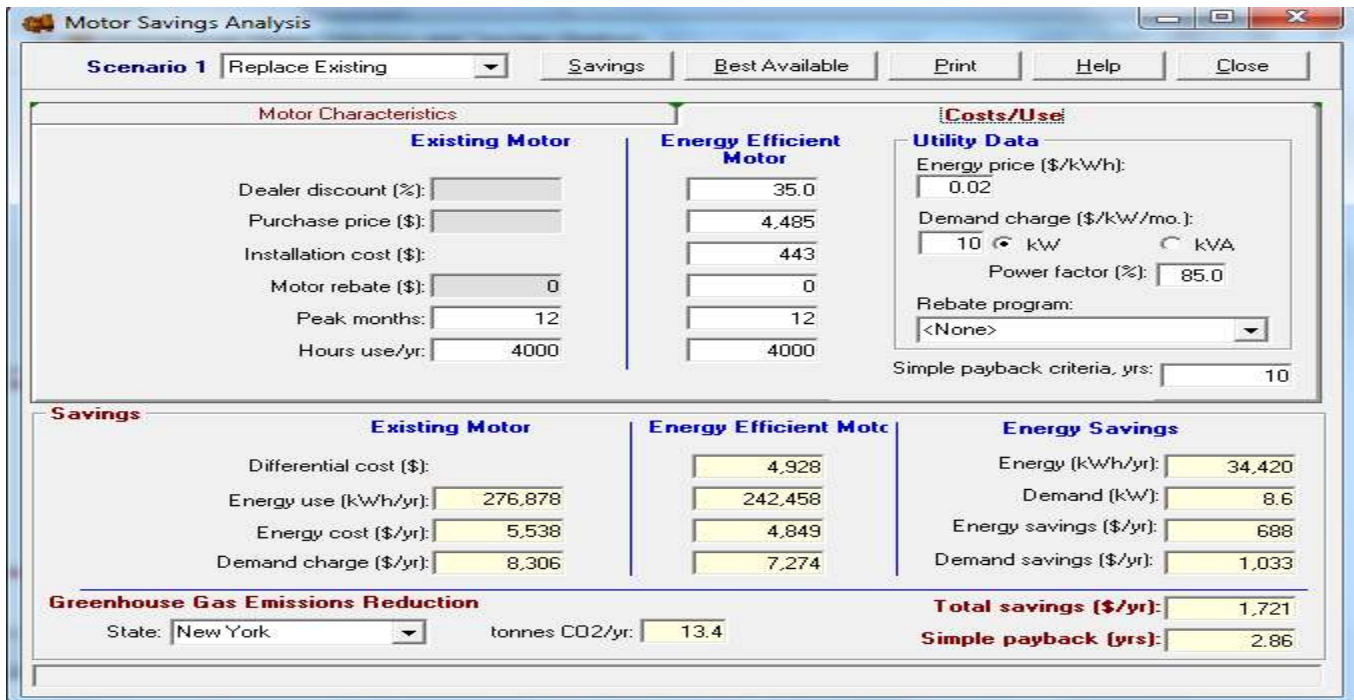 Motor Savings Analysis
Scenario 1 Replace Existing Savings Best Available Print Help Close
Motor Characteristics Costs/Use
Existing Motor
Energy Efficient Motor
Dealer discount (%): 35.0
Purchase price ($): 4,485
Installation cost ($): 443
Motor rebate ($): 0 0
Peak months: 12 12
Hours use/yr: 4000 4000
Utility Data
Energy price ($/kWh):
0.02
Demand charge ($/kW/mo.):
10 kW kVA
Power factor (%): 85.0
Rebate program:
<None>
Simple payback criteria, yrs: 10
Savings
Existing Motor Energy Efficient Motc Energy Savings
Differential cost ($): 4,928 Energy (kWh/yr): 34,420
Energy use (kWh/yr): 276,878 242,458 Demand (kW): 8.6
Energy cost ($/yr): 5,538 4,849 Energy savings ($/yr): 688
Demand charge ($/yr): 8,306 7,274 Demand savings ($/yr): 1,033
Greenhouse Gas Emissions Reduction Total savings ($/yr): 1,721
State: New York tonnes CO2/yr: 13.4 Simple payback (yrs): 2.86